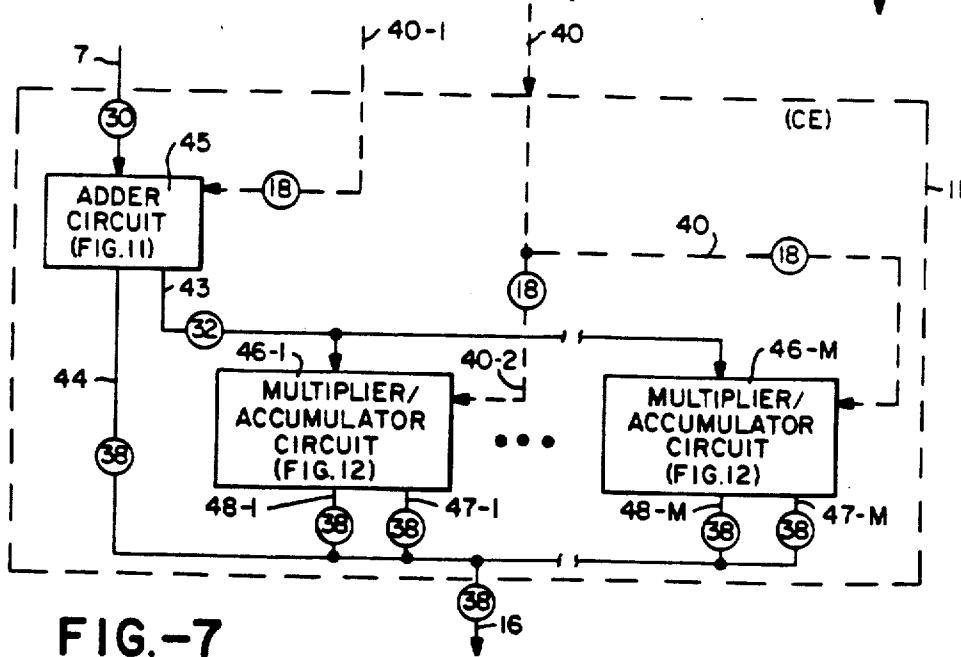 40-1
40
7
30
(CE)
45
18
11
ADDER
CIRCUIT
(FIG.11)
40
18
43
18
32
46-1
40-2
46-M
44
MULTIPLIER/
ACCUMULATOR
CIRCUIT
(FIG.12)
MULTIPLIER/
ACCUMULATOR
CIRCUIT
(FIG.12)
38
48-1
38
38
47-1
48-M
38
38
47-M
38
16
FIG.-7